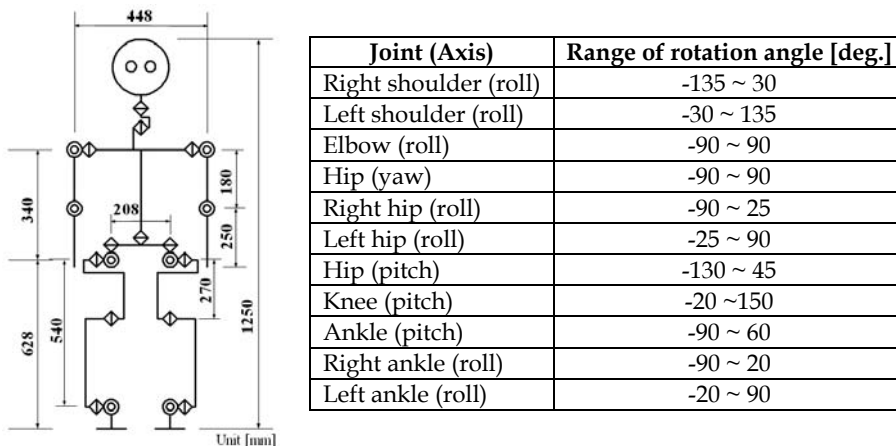 448
340
180
208
250
270
628
540
1250
Unit [mm]
Joint (Axis) Range of rotation angle [deg.]
Right shoulder (roll) -135 ~ 30
Left shoulder (roll) -30 ~ 135
Elbow (roll) -90 ~ 90
Hip (yaw) -90 ~ 90
Right hip (roll) -90 ~ 25
Left hip (roll) -25 ~ 90
Hip (pitch) -130 ~ 45
Knee (pitch) -20 ~150
Ankle (pitch) -90 ~ 60
Right ankle (roll) -90 ~ 20
Left ankle (roll) -20 ~ 90